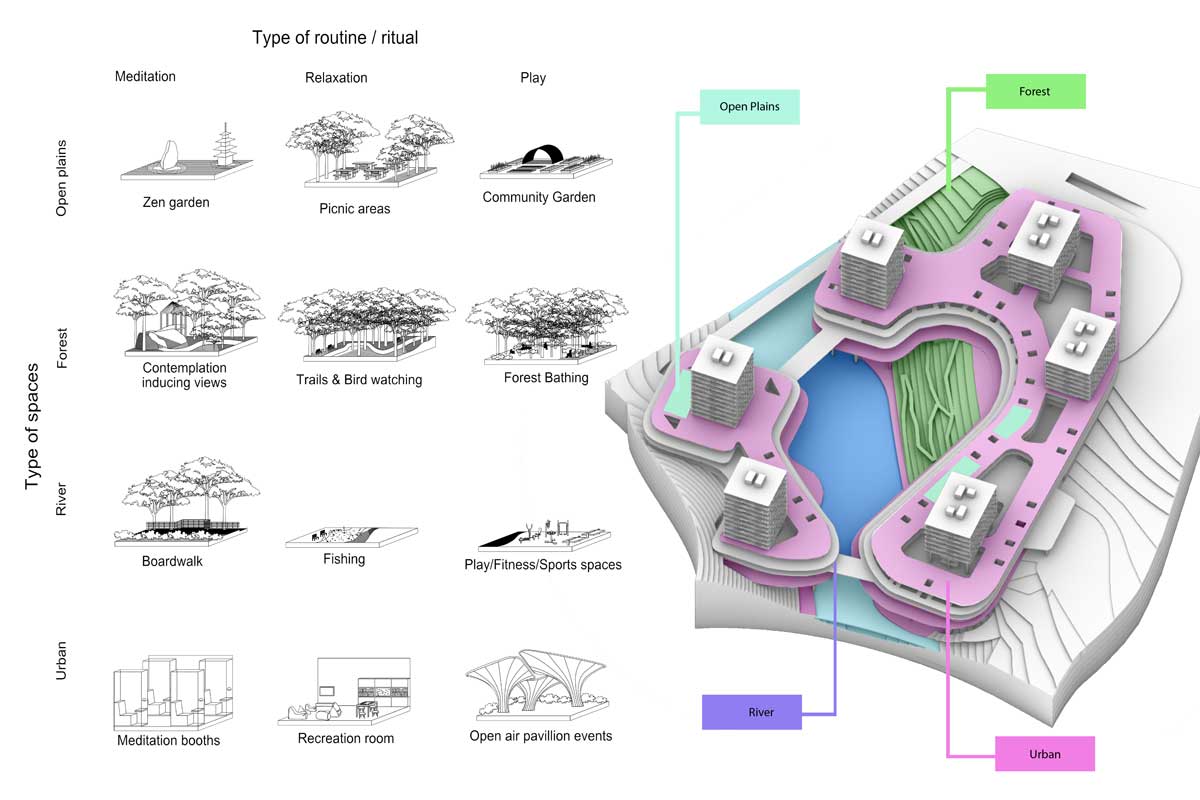 Type of routine / ritual
Meditation
Relaxation
Play
Type of spaces
Open plains
Zen garden
Picnic areas
Community Garden
Forest
Contemplation
inducing views
Trails & Bird watching
Forest Bathing
River
Boardwalk
Fishing
Play/Fitness/Sports spaces
Urban
Meditation booths
Recreation room
Open air pavillion events
Open Plains
Forest
River
Urban